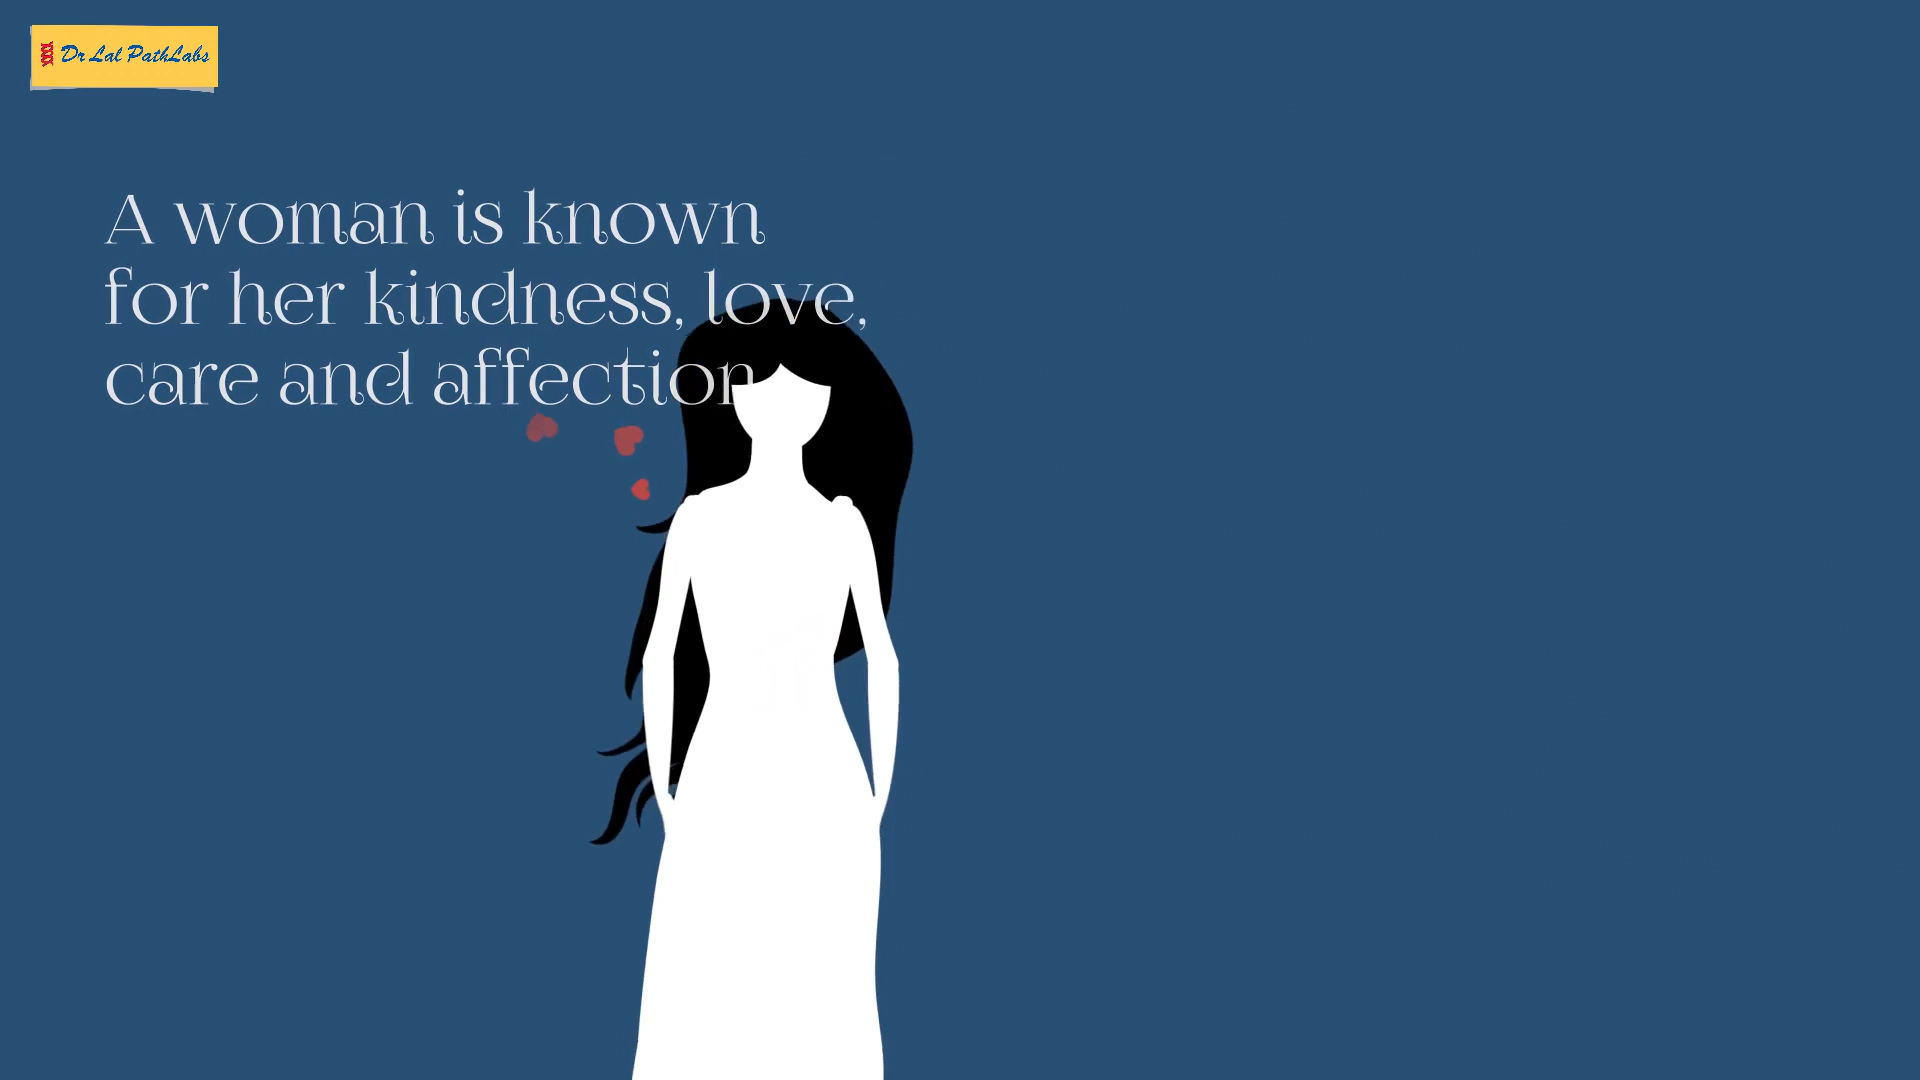 Dr Lal PathLabs
A woman is known
for her kindness, love,
care and affection